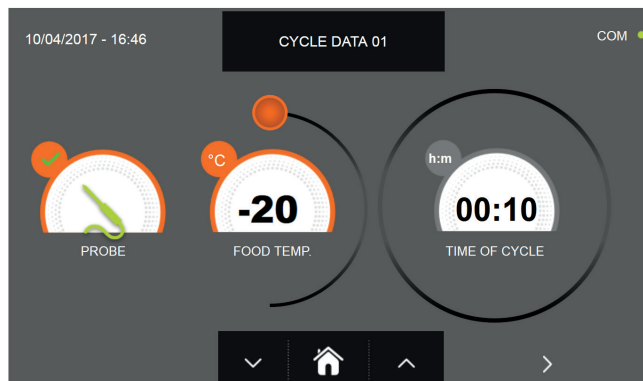 10/04/2017 - 16:46
CYCLE DATA 01
COM
°C
h:m
-20
00:10
PROBE
FOOD TEMP.
TIME OF CYCLE